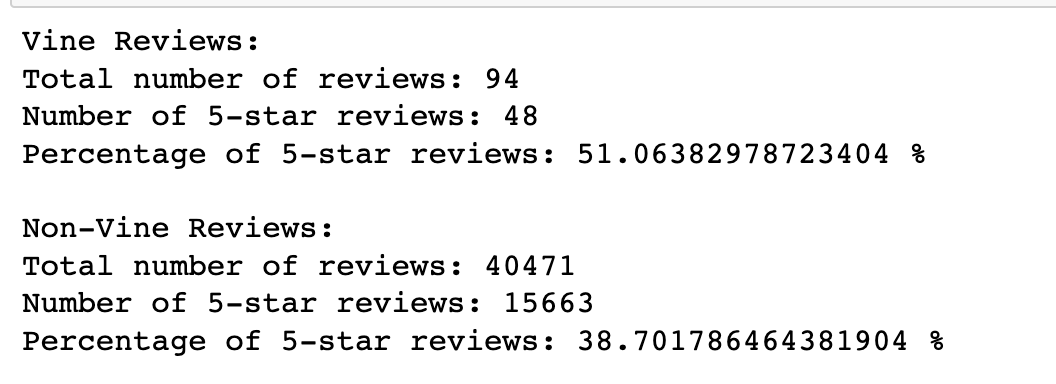 Vine Reviews:
Total number of reviews: 94
Number of 5-star reviews: 48
Percentage of 5-star reviews: 51.06382978723404 %
Non-Vine Reviews:
Total number of reviews: 40471
Number of 5-star reviews: 15663
Percentage of 5-star reviews: 38.701786464381904 %